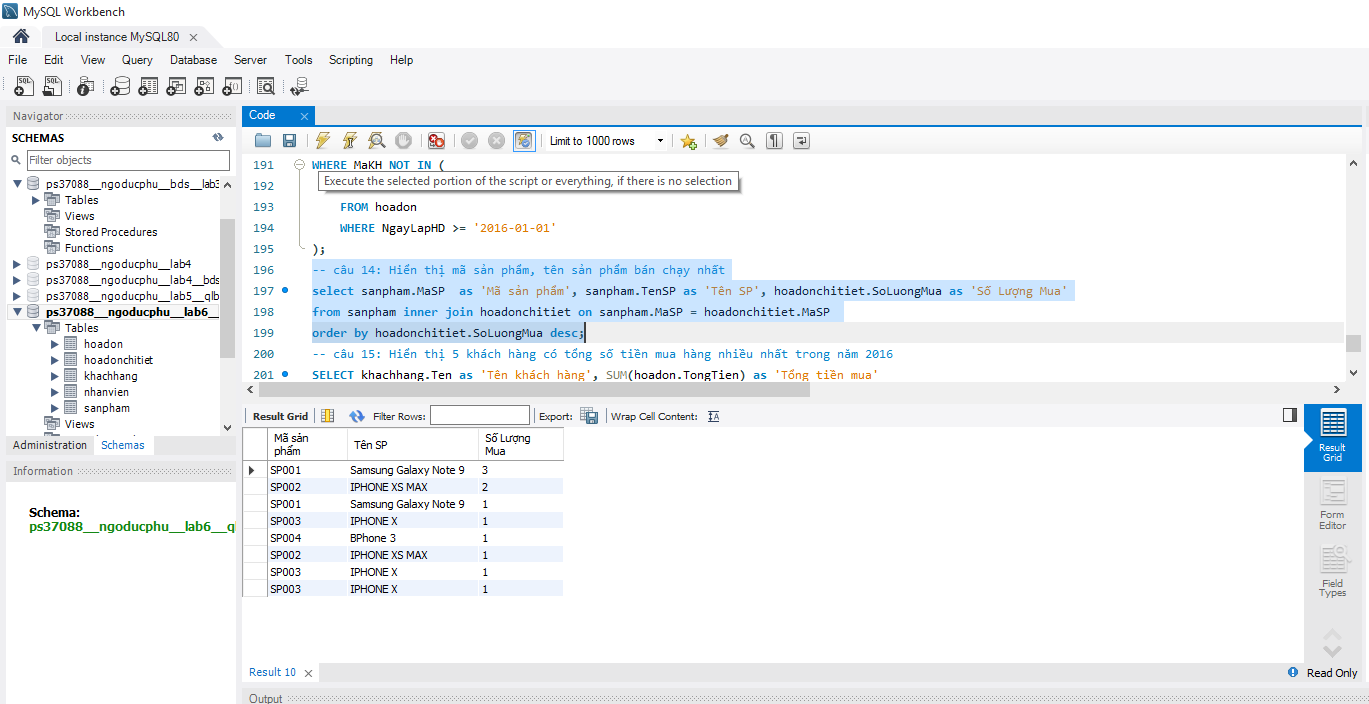 MySQL Workbench
Local instance MySQL80
File Edit View Query Database Server Tools Scripting Help
Navigator
SCHEMAS
Filter objects
ps37088__ngoducphu__bds__lab3
Tables
Views
Stored Procedures
Functions
ps37088__ngoducphu__lab4
ps37088__ngoducphu__lab4__bds
ps37088__ngoducphu__lab5__qlb
ps37088__ngoducphu__lab6__
Tables
hoadon
hoadonchitiet
khachhang
nhanvien
sanpham
Views
Administration Schemas
Information
Schema:
ps37088__ngoducphu__lab6__q
Code
Limit to 1000 rows
191 WHERE MaKH NOT IN (
Execute the selected portion of the script or everything, if there is no selection
192
193 FROM hoadon
194 WHERE NgayLapHD >= '2016-01-01'
195 );
196 -- câu 14: Hiển thị mã sản phẩm, tên sản phẩm bán chạy nhất
197 select sanpham.MaSP as 'Mã sản phẩm', sanpham.TenSP as 'Tên SP', hoadonchitiet.SoLuongMua as 'Số Lượng Mua'
198 from sanpham inner join hoadonchitiet on sanpham.MaSP = hoadonchitiet.MaSP
199 order by hoadonchitiet.SoLuongMua desc;
200 -- câu 15: Hiển thị 5 khách hàng có tổng số tiền mua hàng nhiều nhất trong năm 2016
201 SELECT khachhang.Ten as 'Tên khách hàng', SUM(hoadon.TongTien) as 'Tổng tiền mua'
Result Grid Filter Rows: Export: Wrap Cell Content:
Mã sản phẩm Tên SP Số Lượng Mua
SP001 Samsung Galaxy Note 9 3
SP002 IPHONE XS MAX 2
SP001 Samsung Galaxy Note 9 1
SP003 IPHONE X 1
SP004 BPhone 3 1
SP002 IPHONE XS MAX 1
SP003 IPHONE X 1
SP003 IPHONE X 1
Result Grid
Form Editor
Field Types
Result 10
Read Only
Output